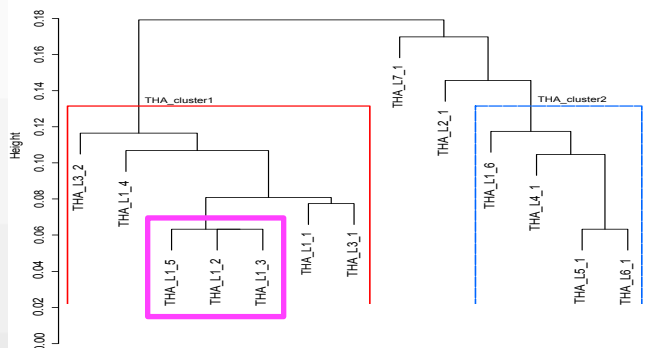 0.18
0.16
0.14
0.12
0.10
0.08
0.06
0.04
0.02
0.00
Height
THA_cluster1
THA_cluster2
THA_L3_2
THA_L1_4
THA_L1_5
THA_L1_2
THA_L1_3
THA_L1_1
THA_L3_1
THA_L7_1
THA_L2_1
THA_L1_6
THA_L4_1
THA_L5_1
THA_L6_1